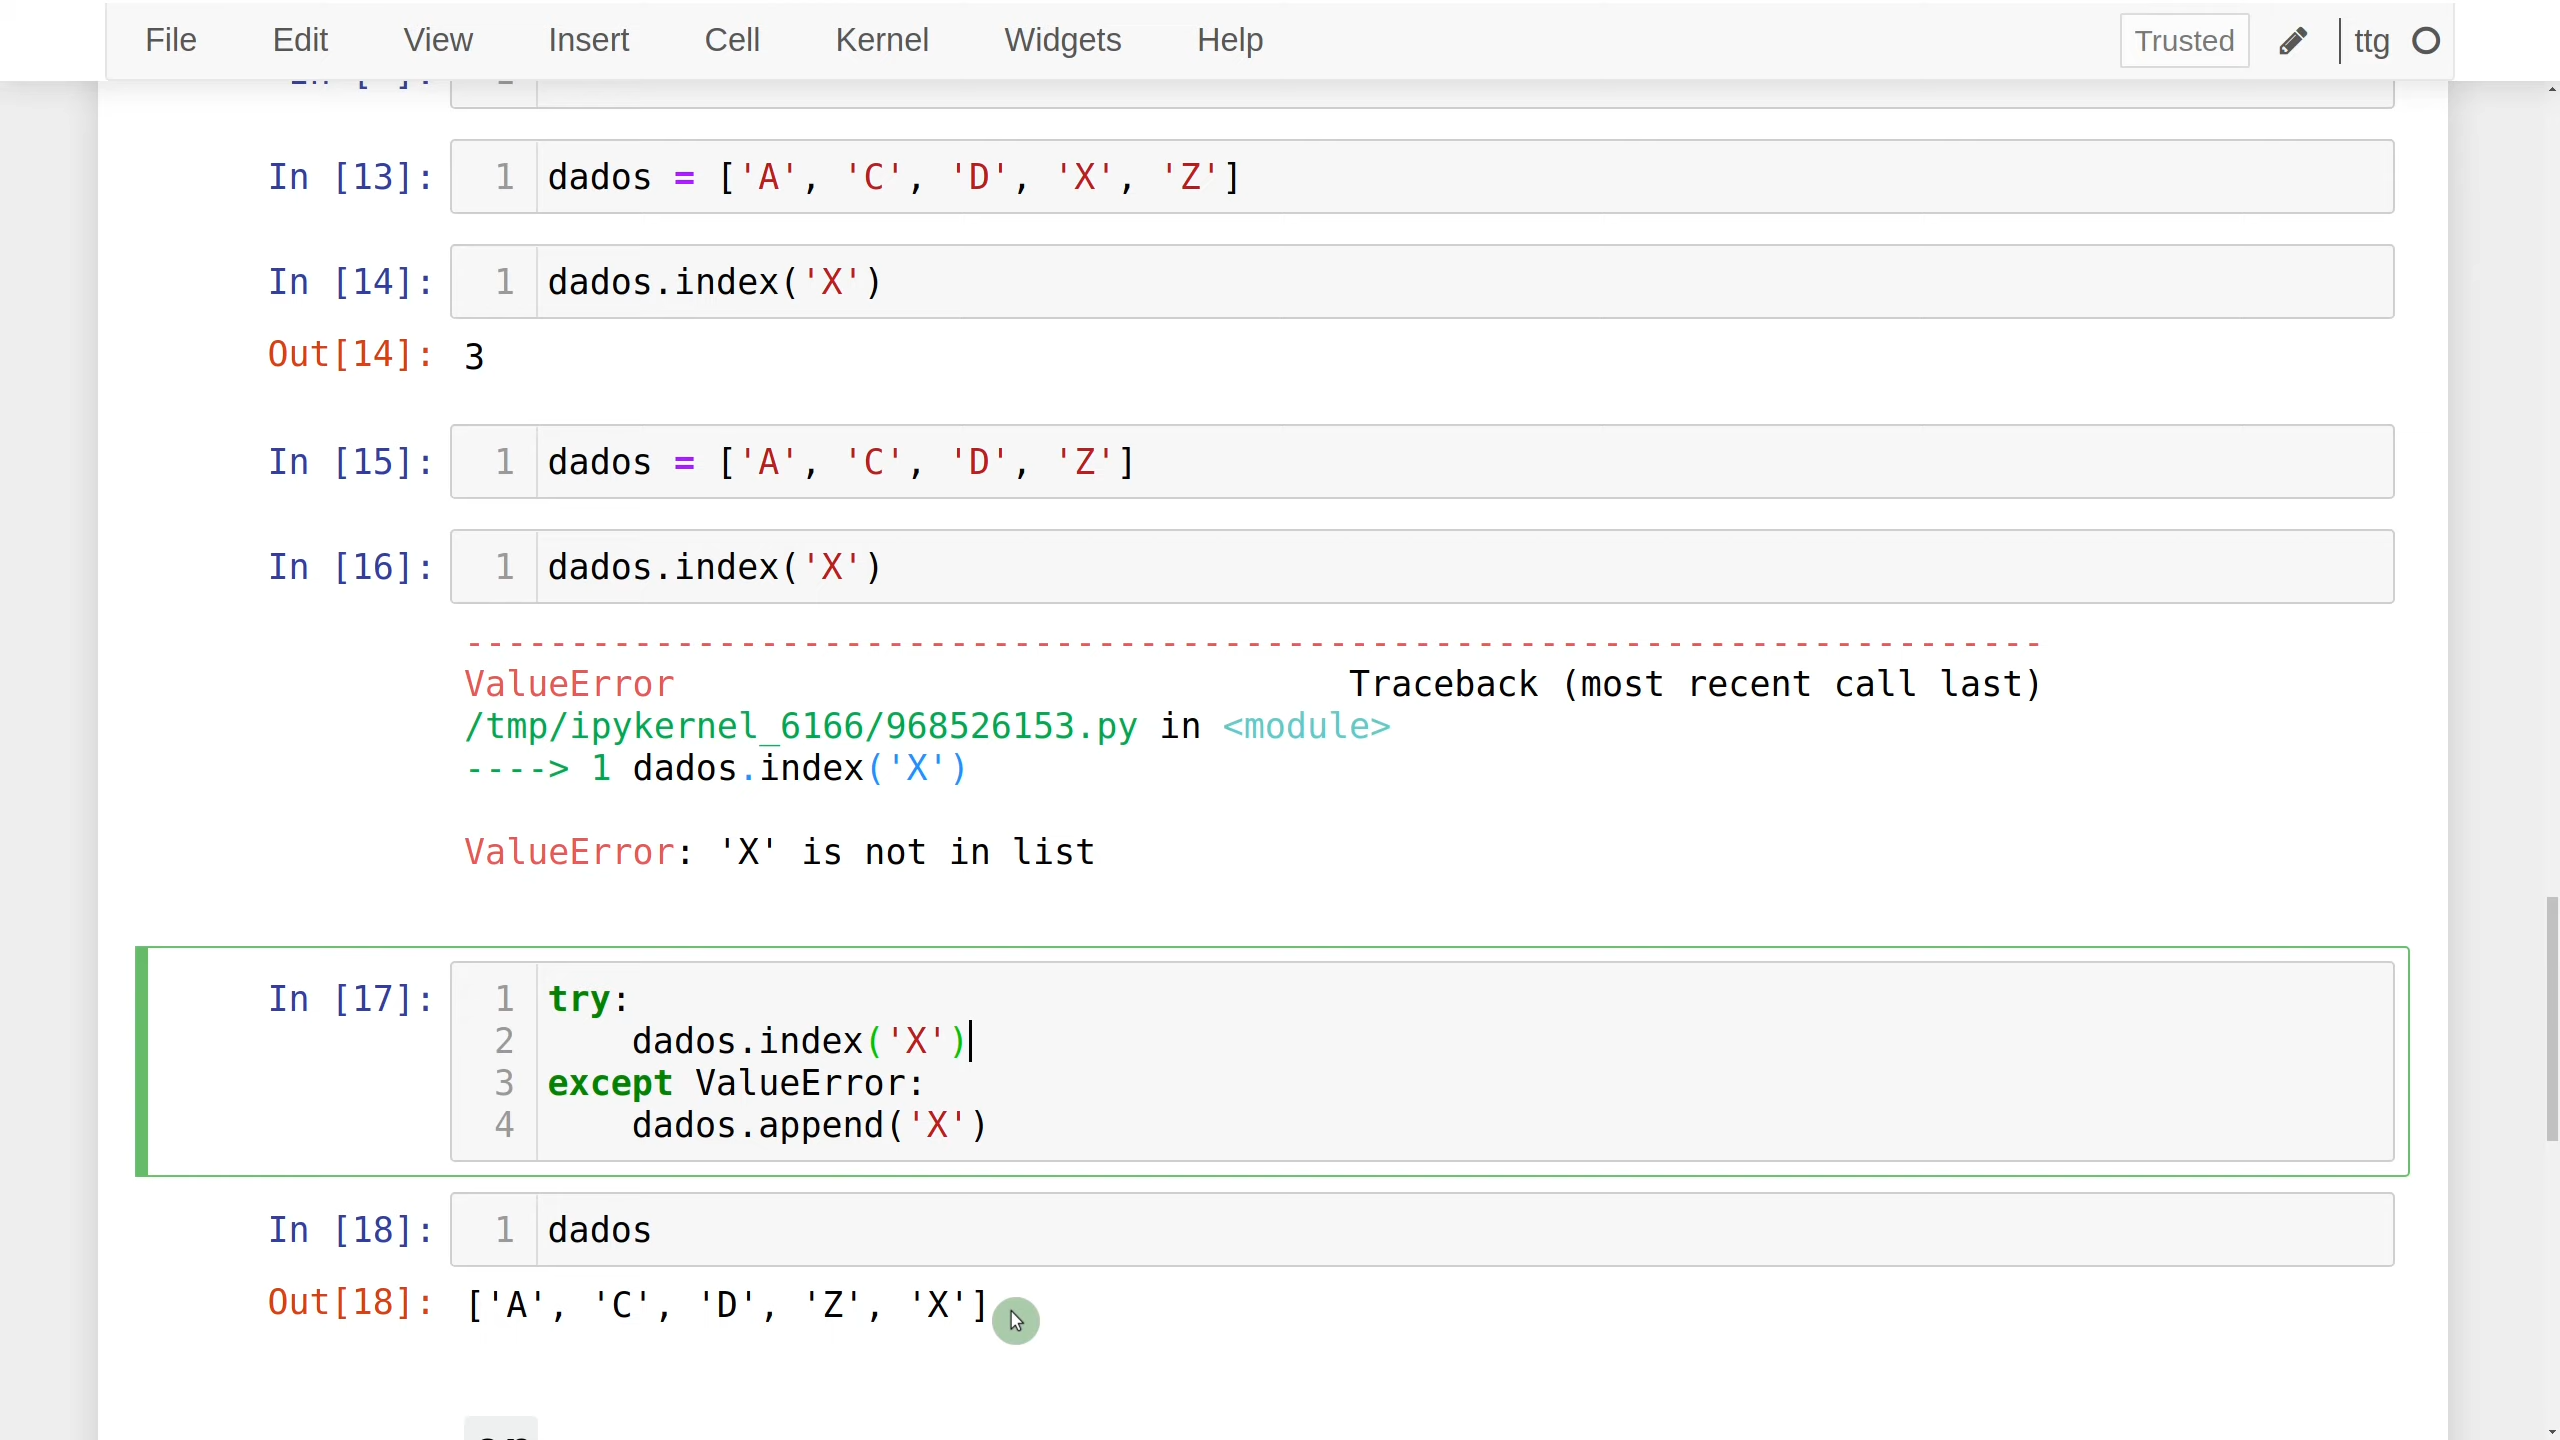 File Edit View Insert Cell Kernel Widgets Help Trusted ttg
In [13]: 1 dados = ['A', 'C', 'D', 'X', 'Z']
In [14]: 1 dados.index('X')
Out[14]: 3
In [15]: 1 dados = ['A', 'C', 'D', 'Z']
In [16]: 1 dados.index('X')
---------------------------------------------------------------------------
ValueError Traceback (most recent call last)
/tmp/ipykernel_6166/968526153.py in <module>
----> 1 dados.index('X')
ValueError: 'X' is not in list
In [17]: 1 try:
2 dados.index('X')
3 except ValueError:
4 dados.append('X')
In [18]: 1 dados
Out[18]: ['A', 'C', 'D', 'Z', 'X']